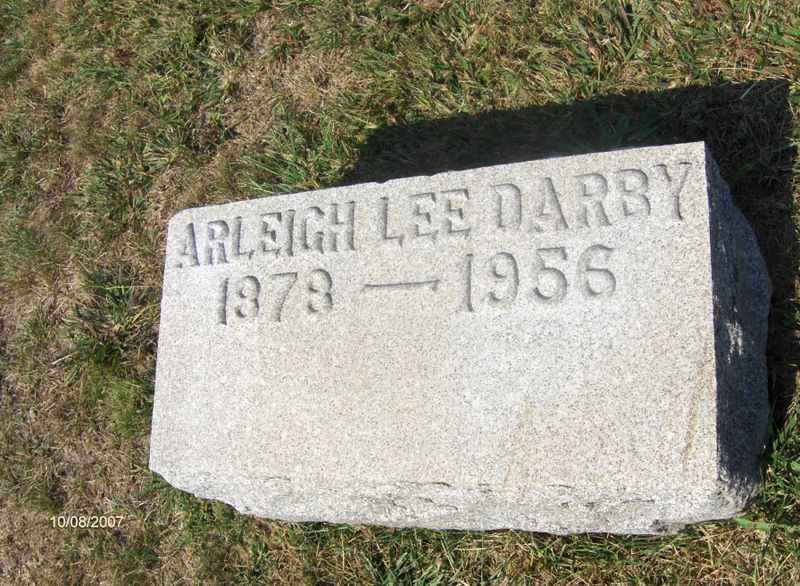 ARLEIGH LEE DARBY
1878 — 1956
10/08/2007